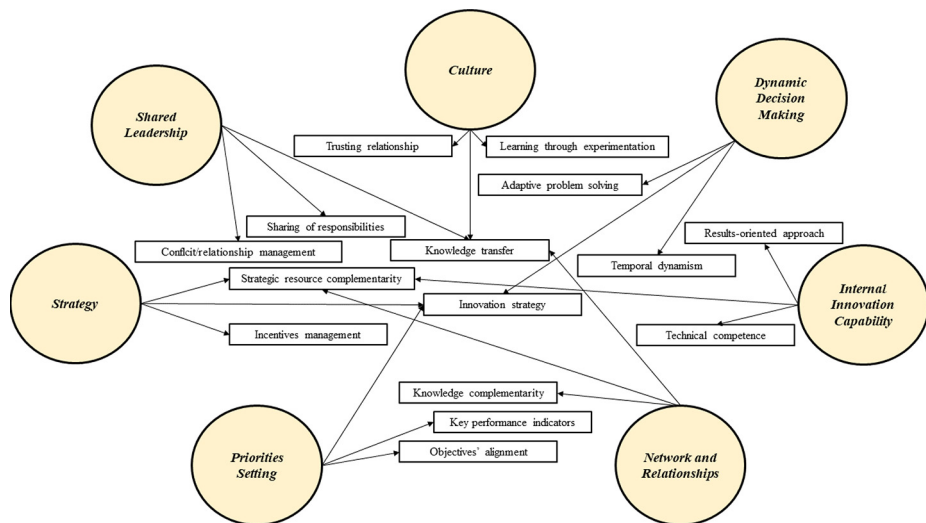 Culture
Dynamic
Decision
Making
Shared
Leadership
Trusting relationship
Learning through experimentation
Adaptive problem solving
Sharing of responsibilities
Results-oriented approach
Conflcit/relationship management
Knowledge transfer
Temporal dynamism
Strategic resource complementarity
Strategy
Innovation strategy
Internal
Innovation
Capability
Incentives management
Technical competence
Knowledge complementarity
Key performance indicators
Objectives' alignment
Priorities
Setting
Network and
Relationships